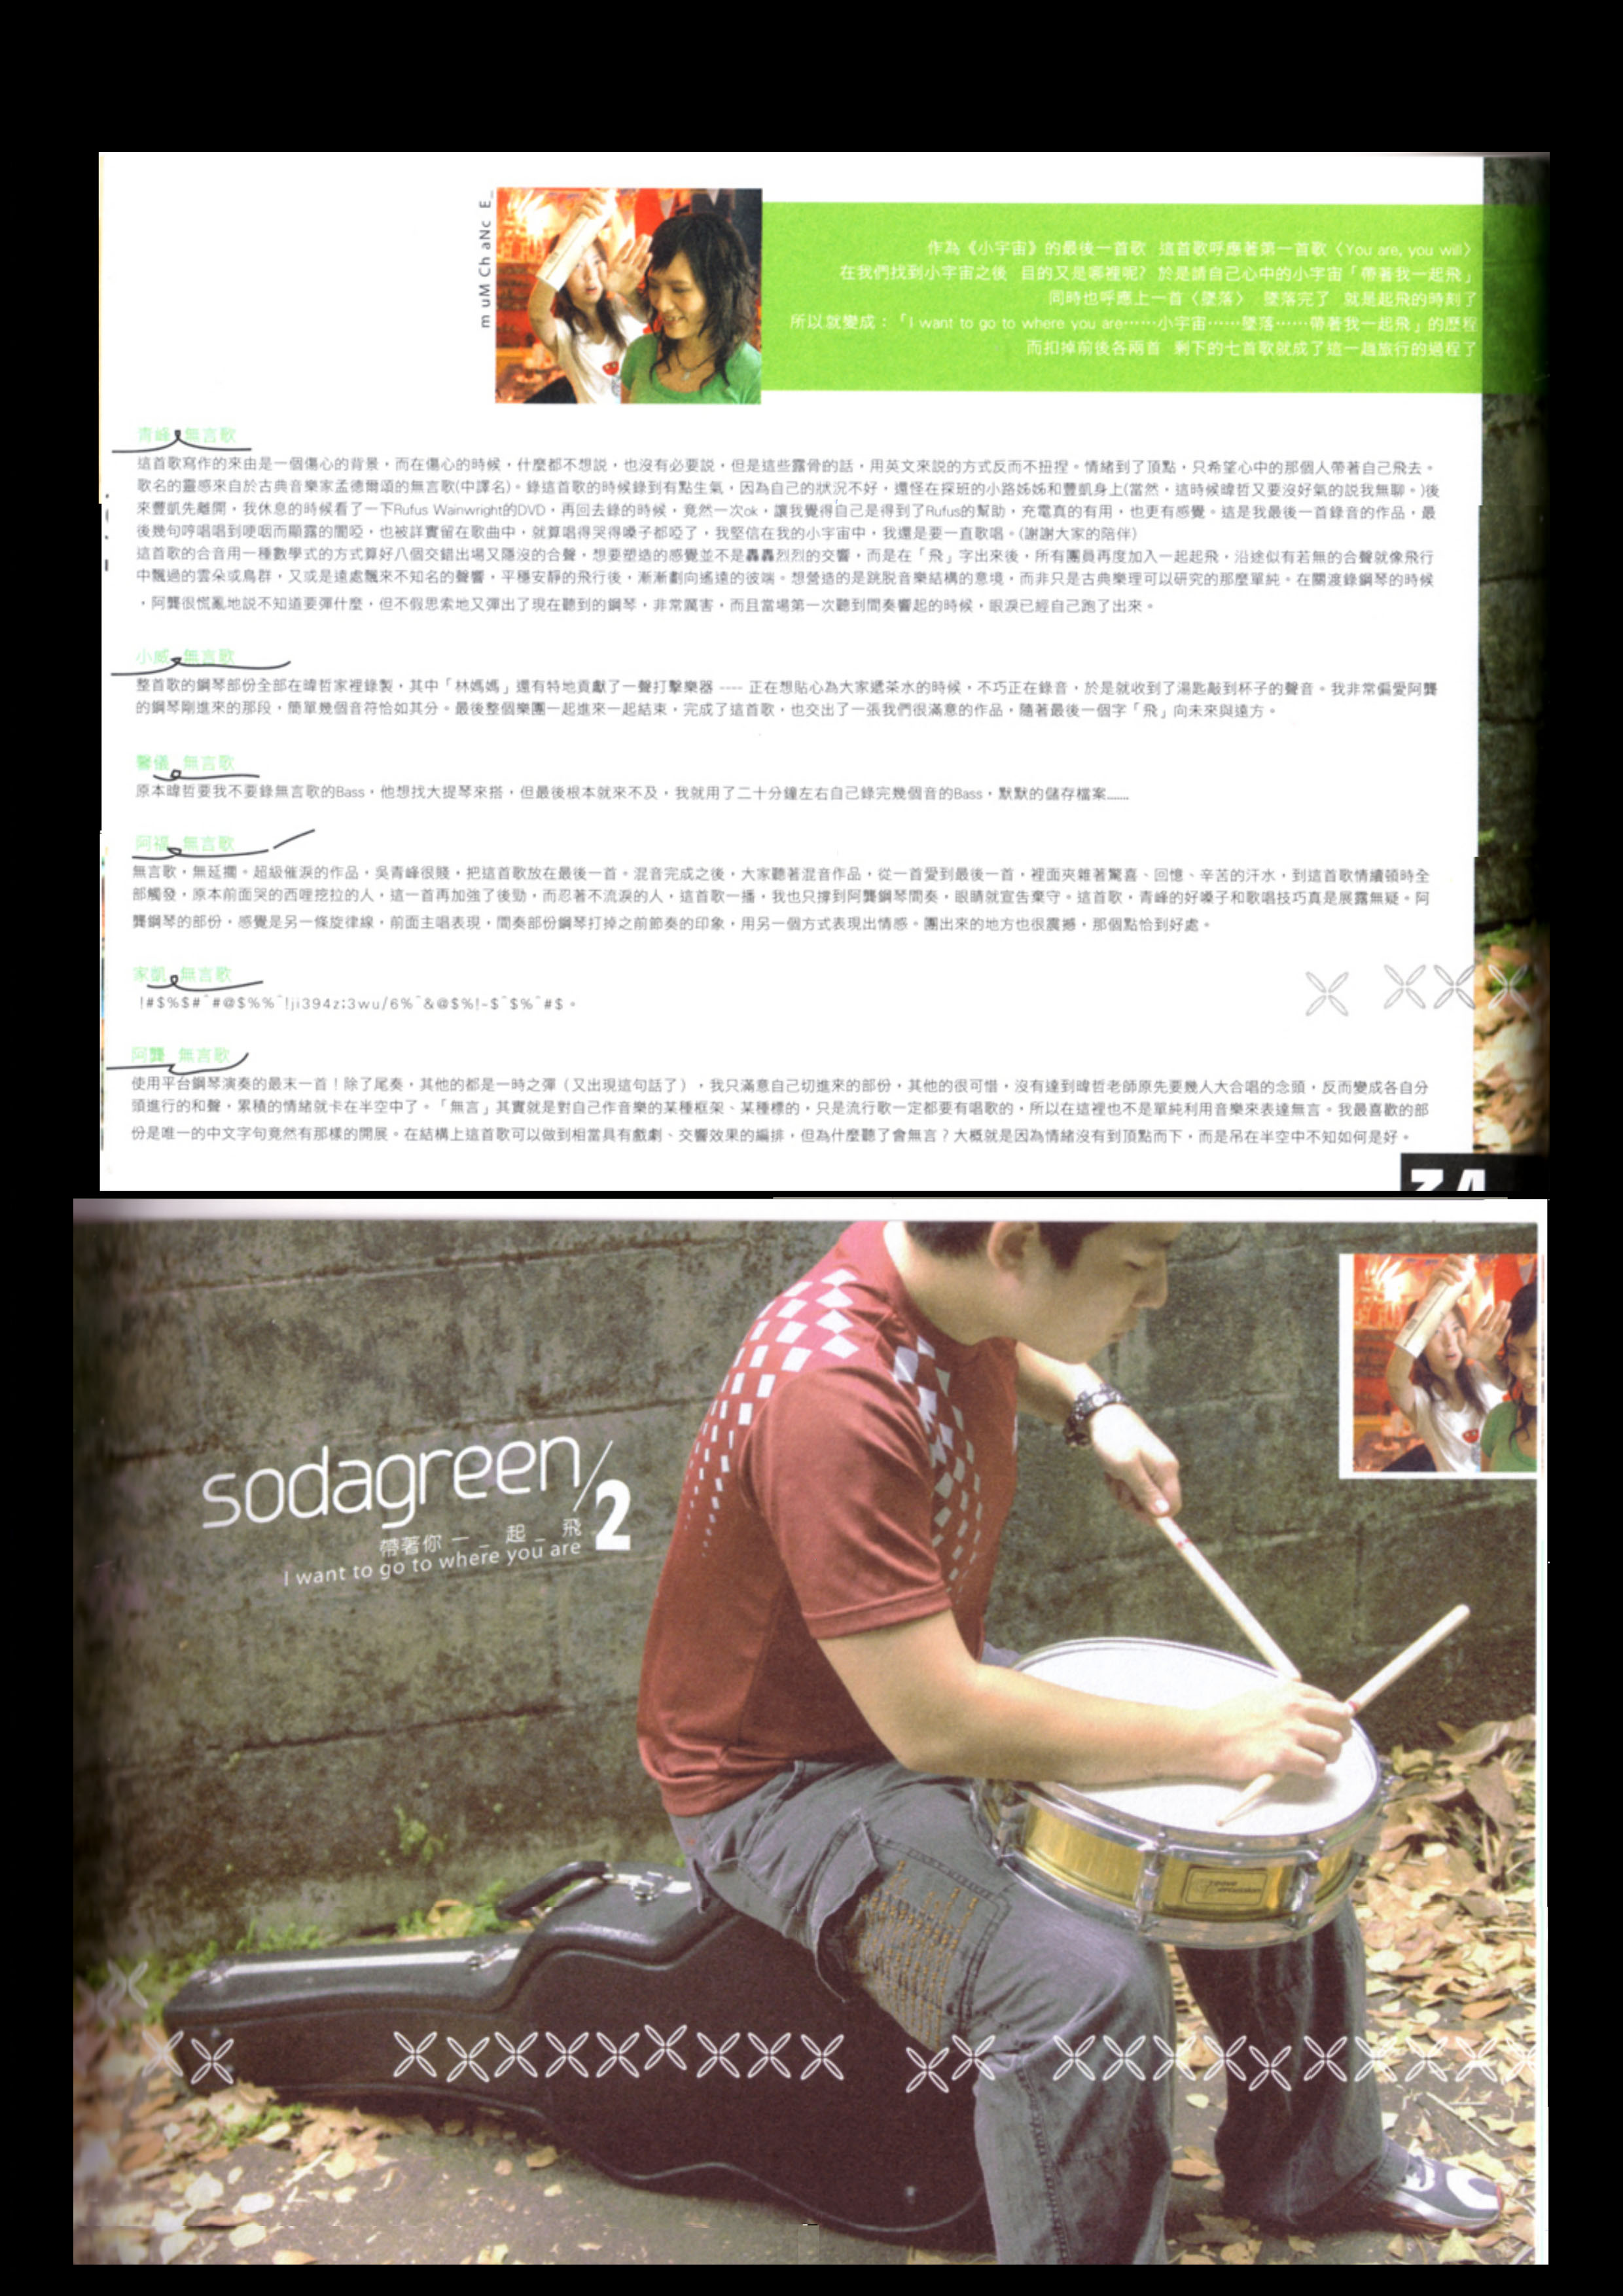 m uM Ch aNc E_
作為《小宇宙》的最後一首歌 這首歌呼應著第一首歌〈You are, you will〉
在我們找到小宇宙之後 目的又是哪裡呢? 於是請自己心中的小宇宙「帶著我一起飛」
同時也呼應上一首〈墜落〉 墜落完了 就是起飛的時刻了
所以就變成：「I want to go to where you are……小宇宙……墜落……帶著我一起飛」的歷程
而扣掉前後各兩首 剩下的七首歌就成了這一趟旅行的過程了
青峰 無言歌
這首歌寫作的來由是一個傷心的背景，而在傷心的時候，什麼都不想說，也沒有必要說，但是這些露骨的話，用英文來說的方式反而不扭捏。情緒到了頂點，只希望心中的那個人帶著自己飛去。
歌名的靈感來自於古典音樂家孟德爾頌的無言歌(中譯名)。錄這首歌的時候錄到有點生氣，因為自己的狀況不好，還怪在探班的小路姊姊和豐凱身上(當然，這時候暐哲又要沒好氣的說我無聊。)後
來豐凱先離開，我休息的時候看了一下Rufus Wainwright的DVD，再回去錄的時候，竟然一次ok，讓我覺得自己是得到了Rufus的幫助，充電真的有用，也更有感覺。這是我最後一首錄音的作品，最
後幾句哼唱唱到哽咽而顯露的闇啞，也被詳實留在歌曲中，就算唱得哭得嗓子都啞了，我堅信在我的小宇宙中，我還是要一直歌唱。(謝謝大家的陪伴)
這首歌的合音用一種數學式的方式算好八個交錯出場又隱沒的合聲，想要塑造的感覺並不是轟轟烈烈的交響，而是在「飛」字出來後，所有團員再度加入一起起飛，沿途似有若無的合聲就像飛行
中飄過的雲朵或鳥群，又或是遠處飄來不知名的聲響，平穩安靜的飛行後，漸漸劃向遙遠的彼端。想營造的是跳脫音樂結構的意境，而非只是古典樂理可以研究的那麼單純。在關渡錄鋼琴的時候
，阿龔很慌亂地說不知道要彈什麼，但不假思索地又彈出了現在聽到的鋼琴，非常厲害，而且當場第一次聽到間奏響起的時候，眼淚已經自己跑了出來。
小威 無言歌
整首歌的鋼琴部份全部在暐哲家裡錄製，其中「林媽媽」還有特地貢獻了一聲打擊樂器 ---- 正在想貼心為大家遞茶水的時候，不巧正在錄音，於是就收到了湯匙敲到杯子的聲音。我非常偏愛阿龔
的鋼琴剛進來的那段，簡單幾個音符恰如其分。最後整個樂團一起進來一起結束，完成了這首歌，也交出了一張我們很滿意的作品，隨著最後一個字「飛」向未來與遠方。
馨儀 無言歌
原本暐哲要我不要錄無言歌的Bass，他想找大提琴來搭，但最後根本就來不及，我就用了二十分鐘左右自己錄完幾個音的Bass，默默的儲存檔案......
阿福 無言歌
無言歌，無延擱。超級催淚的作品，吳青峰很賤，把這首歌放在最後一首。混音完成之後，大家聽著混音作品，從一首愛到最後一首，裡面夾雜著驚喜、回憶、辛苦的汗水，到這首歌情緒頓時全
部觸發，原本前面哭的西哩挖拉的人，這一首再加強了後勁，而忍著不流淚的人，這首歌一播，我也只撐到阿龔鋼琴間奏，眼睛就宣告棄守。這首歌，青峰的好嗓子和歌唱技巧真是展露無疑。阿
龔鋼琴的部份，感覺是另一條旋律線，前面主唱表現，間奏部份鋼琴打掉之前節奏的印象，用另一個方式表現出情感。團出來的地方也很震撼，那個點恰到好處。
家凱 無言歌
!#$%$#^#@$%%^!ji394z;3wu/6%^&@$%!-$^$%^#$。
阿龔 無言歌
使用平台鋼琴演奏的最末一首！除了尾奏，其他的都是一時之彈（又出現這句話了），我只滿意自己切進來的部份，其他的很可惜，沒有達到暐哲老師原先要幾人大合唱的念頭，反而變成各自分
頭進行的和聲，累積的情緒就卡在半空中了。「無言」其實就是對自己作音樂的某種框架、某種標的，只是流行歌一定都要有唱歌的，所以在這裡也不是單純利用音樂來表達無言。我最喜歡的部
份是唯一的中文字句竟然有那樣的開展。在結構上這首歌可以做到相當具有戲劇、交響效果的編排，但為什麼聽了會無言？大概就是因為情緒沒有到頂點而下，而是吊在半空中不知如何是好。
34
sodagreen/2
帶著你 一 _ 起 _ 飛
I want to go to where you are